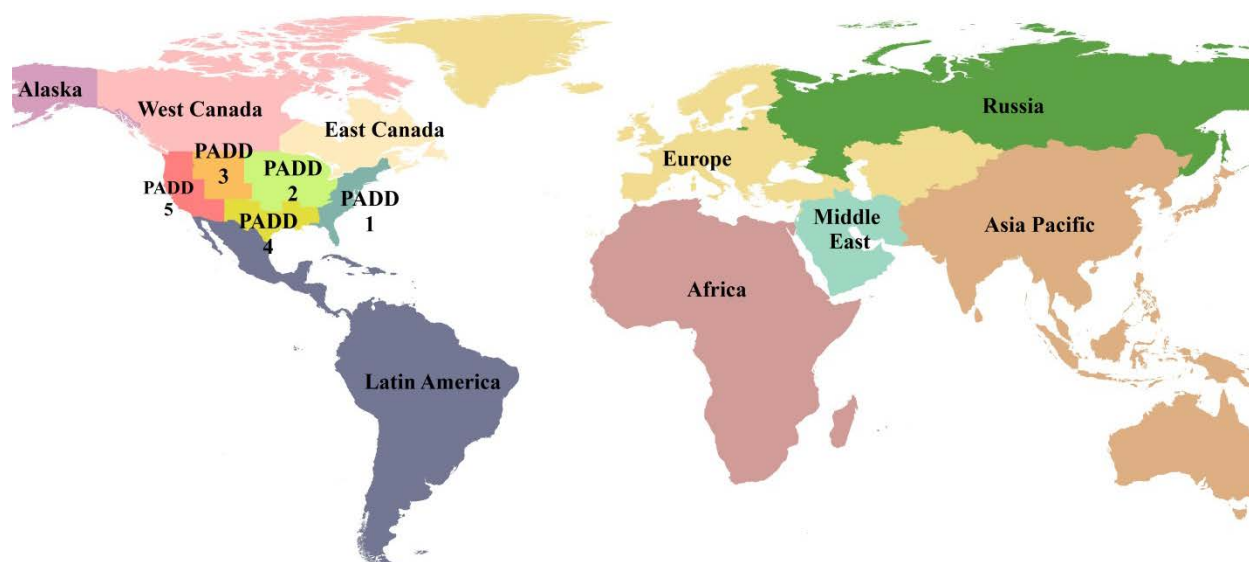 Alaska
West Canada
East Canada
PADD
3
PADD
2
PADD
5
PADD
1
PADD
4
Latin America
Europe
Russia
Middle
East
Asia Pacific
Africa